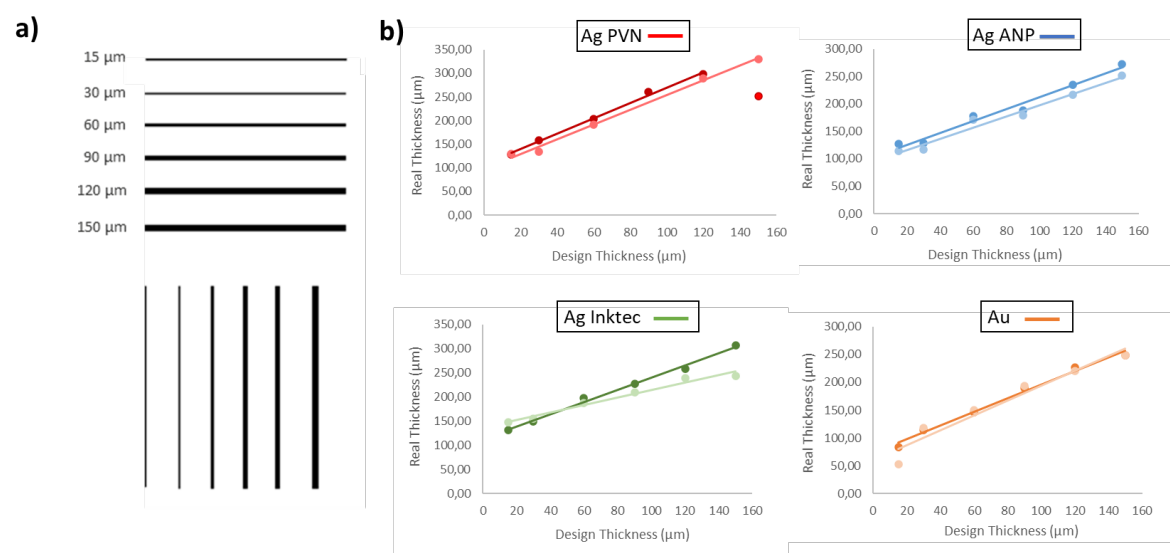 a)
15 µm
30 µm
60 µm
90 µm
120 µm
150 µm
b)
Ag PVN
Real Thickness (µm)
350,00
300,00
250,00
200,00
150,00
100,00
50,00
0,00
0 20 40 60 80 100 120 140 160
Design Thickness (µm)
Ag ANP
Real Thickness (µm)
300,00
250,00
200,00
150,00
100,00
50,00
0,00
0 20 40 60 80 100 120 140 160
Design Thickness (µm)
Ag Inktec
Real Thickness (µm)
350,00
300,00
250,00
200,00
150,00
100,00
50,00
0,00
0 20 40 60 80 100 120 140 160
Design Thickness (µm)
Au
Real Thickness (µm)
300,00
250,00
200,00
150,00
100,00
50,00
0,00
0 20 40 60 80 100 120 140 160
Design Thickness (µm)